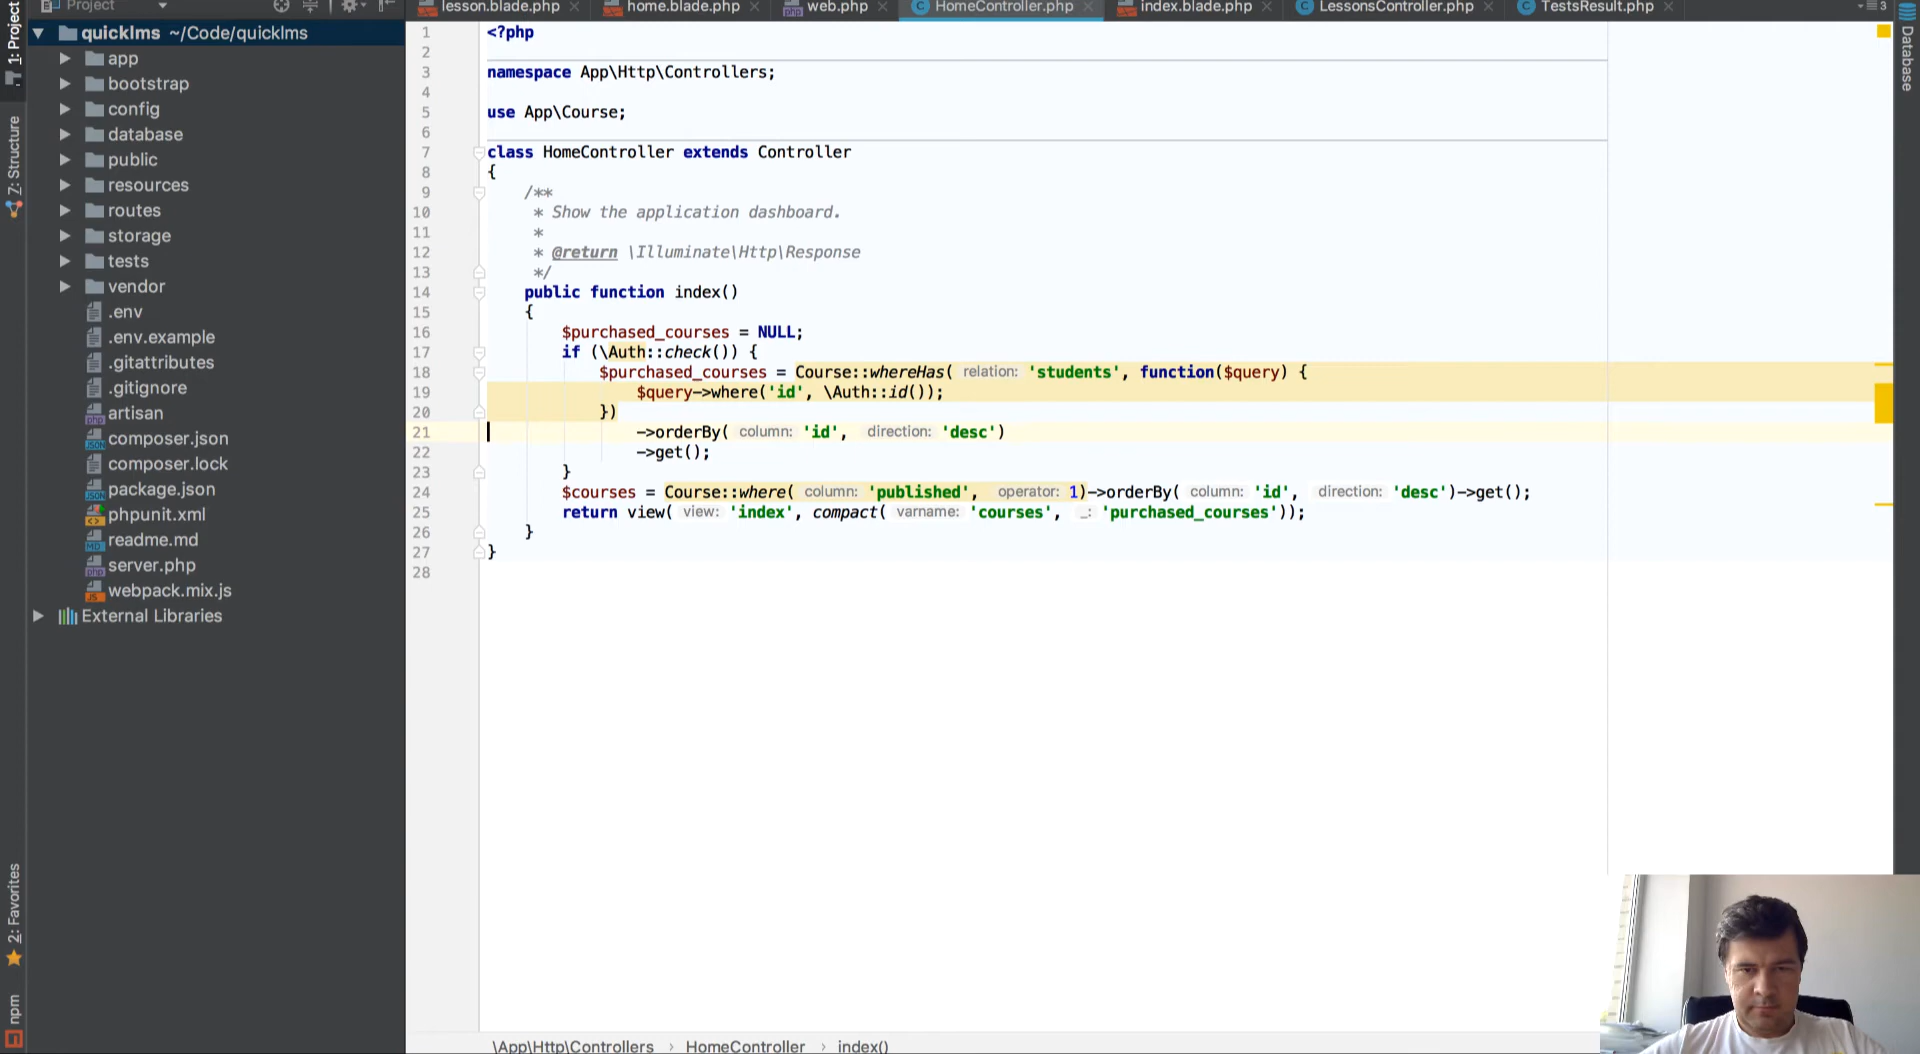 Project
lesson.blade.php
home.blade.php
web.php
HomeController.php
index.blade.php
LessonsController.php
TestsResult.php
3
1: Project
7: Structure
2: Favorites
npm
Database
quicklms ~/Code/quicklms
app
bootstrap
config
database
public
resources
routes
storage
tests
vendor
.env
.env.example
.gitattributes
.gitignore
artisan
composer.json
composer.lock
package.json
phpunit.xml
readme.md
server.php
webpack.mix.js
External Libraries
1 <?php
2
3 namespace App\Http\Controllers;
4
5 use App\Course;
6
7 class HomeController extends Controller
8 {
9 /**
10 * Show the application dashboard.
11 *
12 * @return \Illuminate\Http\Response
13 */
14 public function index()
15 {
16 $purchased_courses = NULL;
17 if (\Auth::check()) {
18 $purchased_courses = Course::whereHas( relation: 'students', function($query) {
19 $query->where('id', \Auth::id());
20 })
21 ->orderBy( column: 'id', direction: 'desc')
22 ->get();
23 }
24 $courses = Course::where( column: 'published', operator: 1)->orderBy( column: 'id', direction: 'desc')->get();
25 return view( view: 'index', compact( varname: 'courses', _: 'purchased_courses'));
26 }
27 }
28
\App\Http\Controllers › HomeController › index()